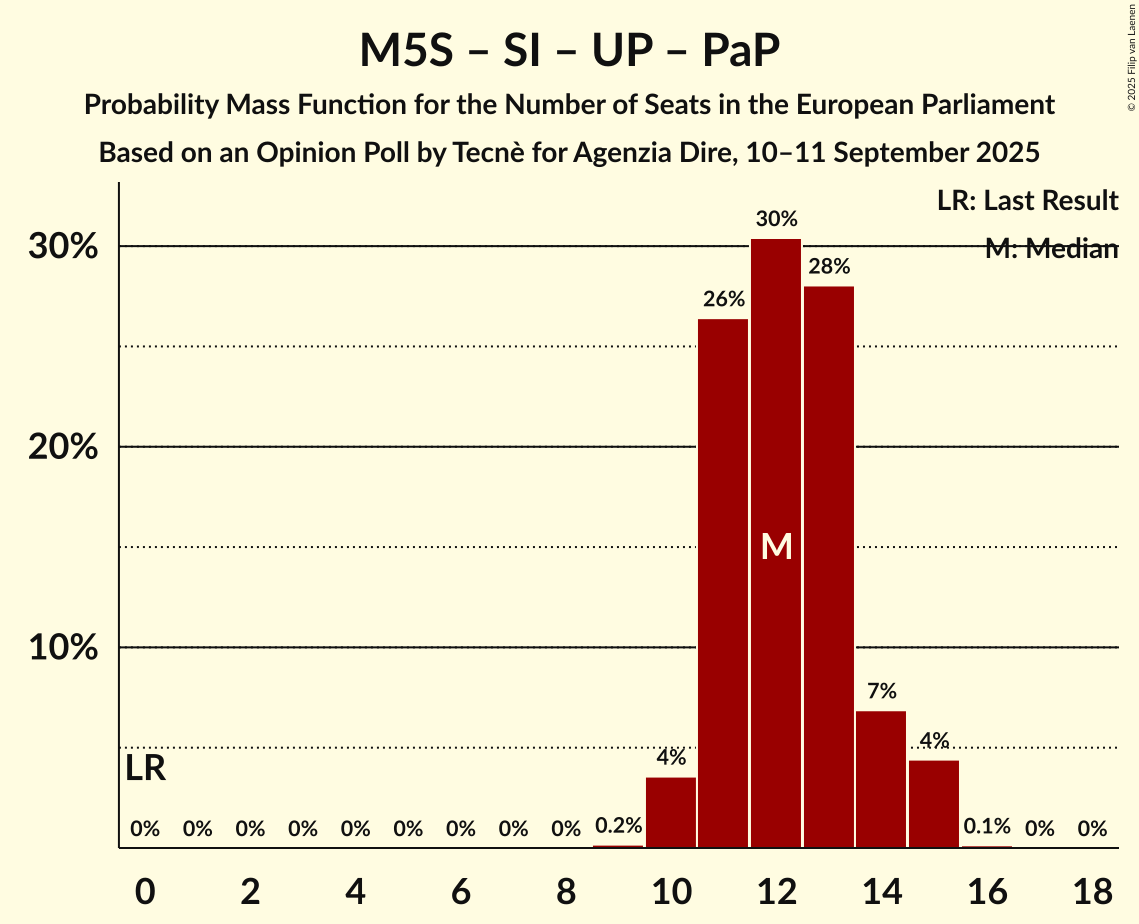 M5S – SI – UP – PaP
Probability Mass Function for the Number of Seats in the European Parliament
Based on an Opinion Poll by Tecnè for Agenzia Dire, 10–11 September 2025
© 2025 Filip van Laenen
LR: Last Result
M: Median
30%
20%
10%
30%
28%
26%
M
7%
4%
4%
LR
0% 0% 0% 0% 0% 0% 0% 0% 0% 0.2% 0.1% 0% 0%
0 2 4 6 8 10 12 14 16 18